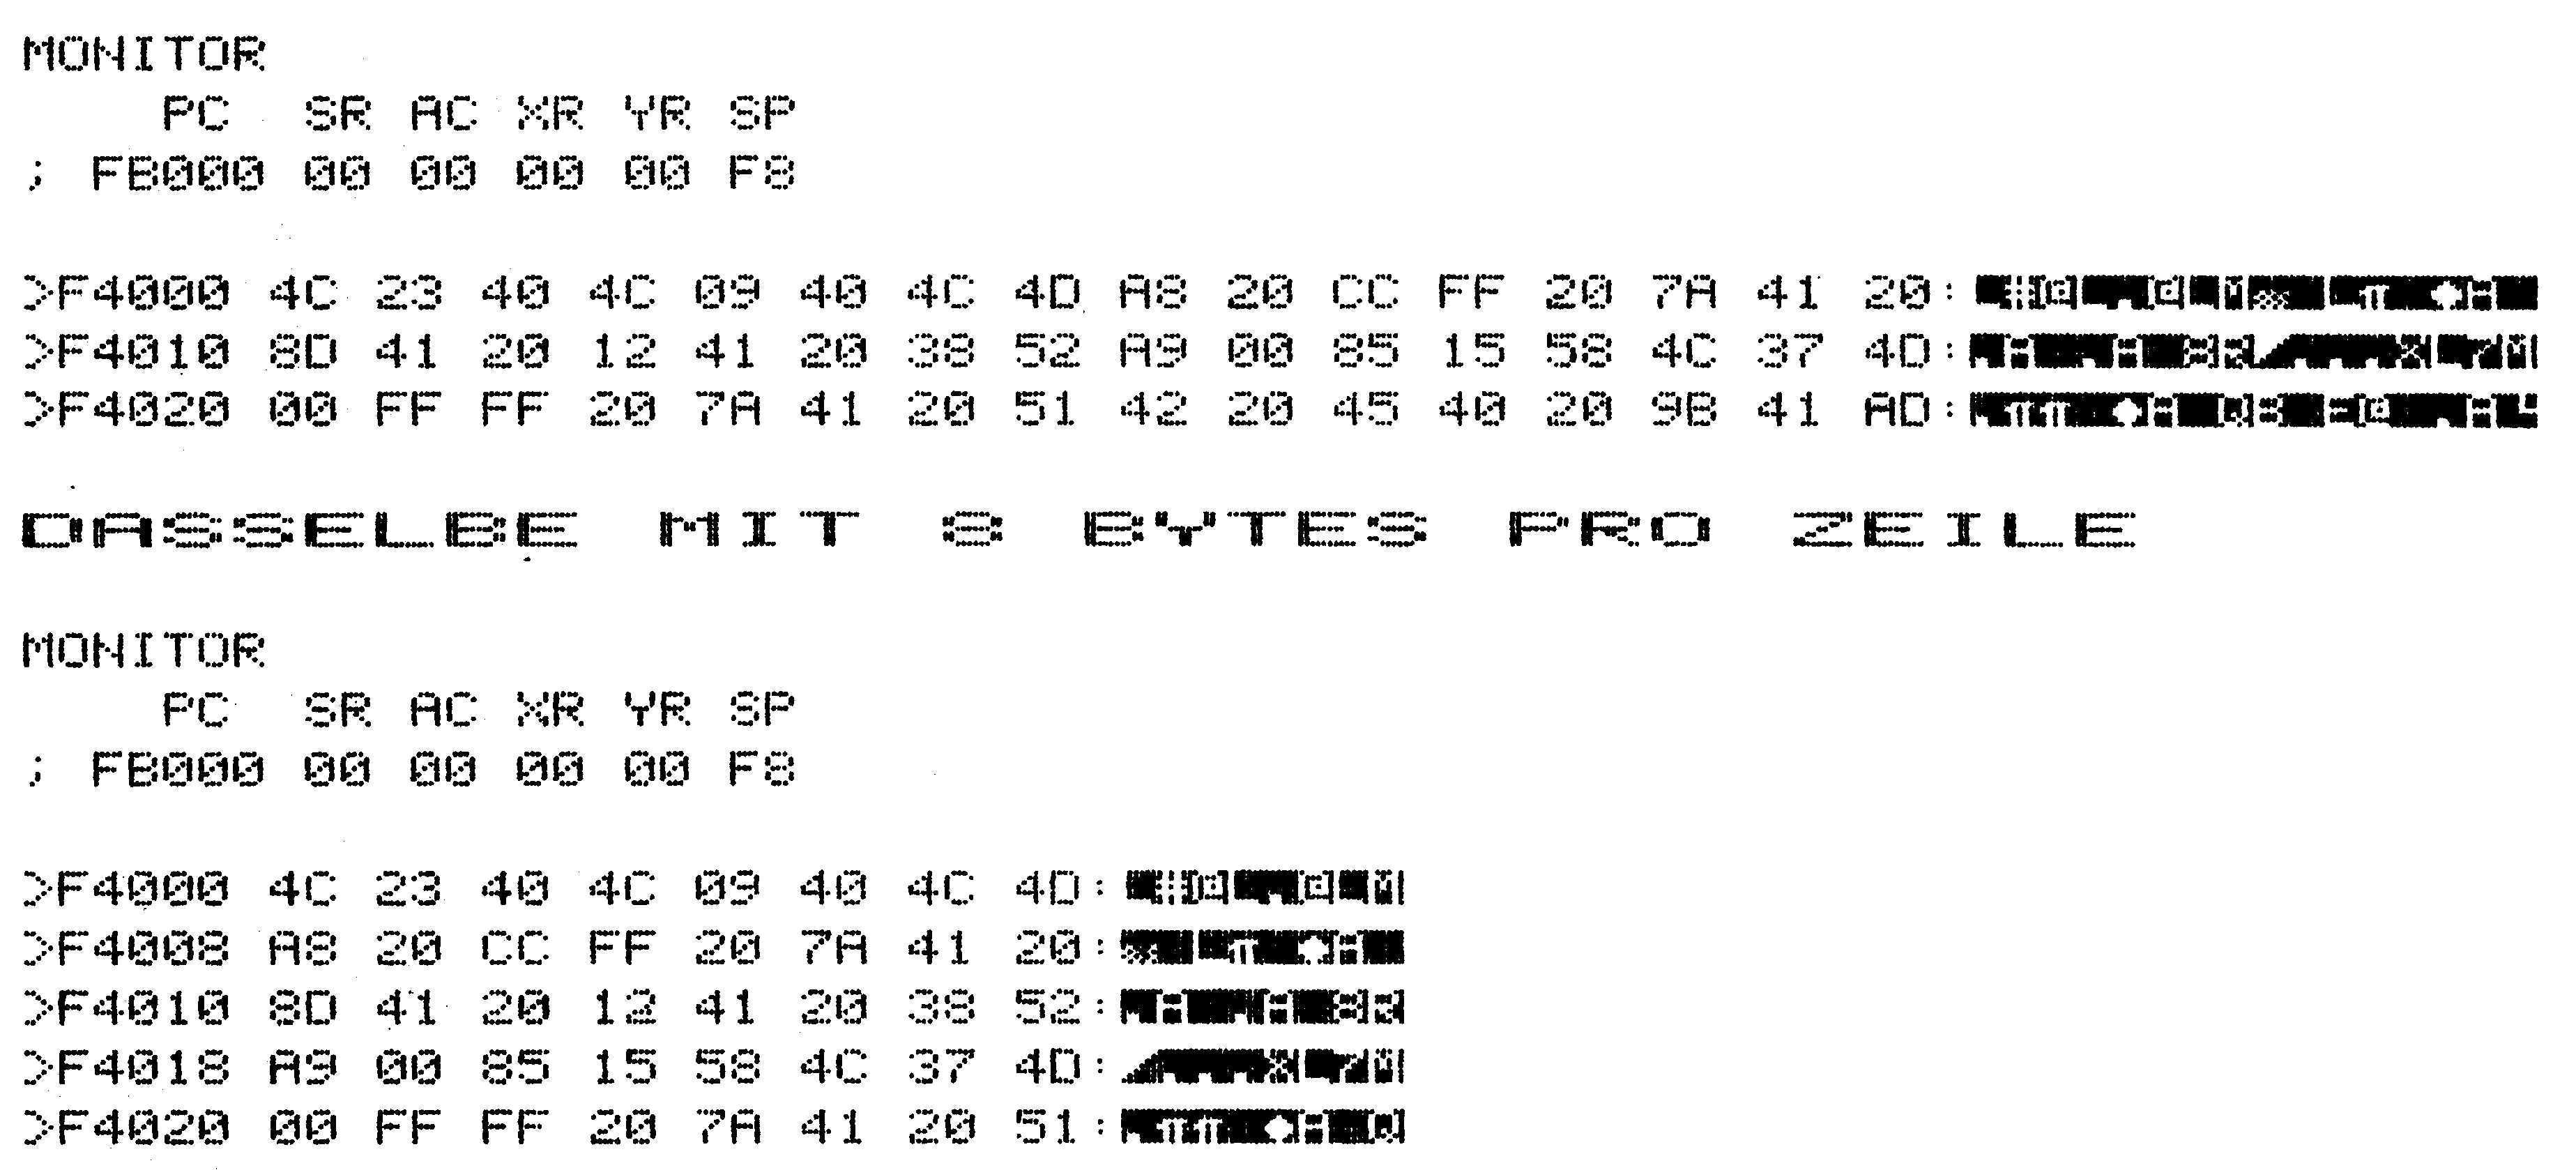 MONITOR
PC SR AC XR YR SP
; FB000 00 00 00 00 F8
>F4000 4C 23 40 4C 09 40 4C 4D A8 20 CC FF 20 7A 41 20:
>F4010 8D 41 20 12 41 20 38 52 A9 00 85 15 58 4C 37 4D:
>F4020 00 FF FF 20 7A 41 20 51 42 20 45 40 20 9B 41 AD:
DASSELBE MIT 8 BYTES PRO ZEILE
MONITOR
PC SR AC XR YR SP
; FB000 00 00 00 00 F8
>F4000 4C 23 40 4C 09 40 4C 4D:
>F4008 A8 20 CC FF 20 7A 41 20:
>F4010 8D 41 20 12 41 20 38 52:
>F4018 A9 00 85 15 58 4C 37 4D:
>F4020 00 FF FF 20 7A 41 20 51: